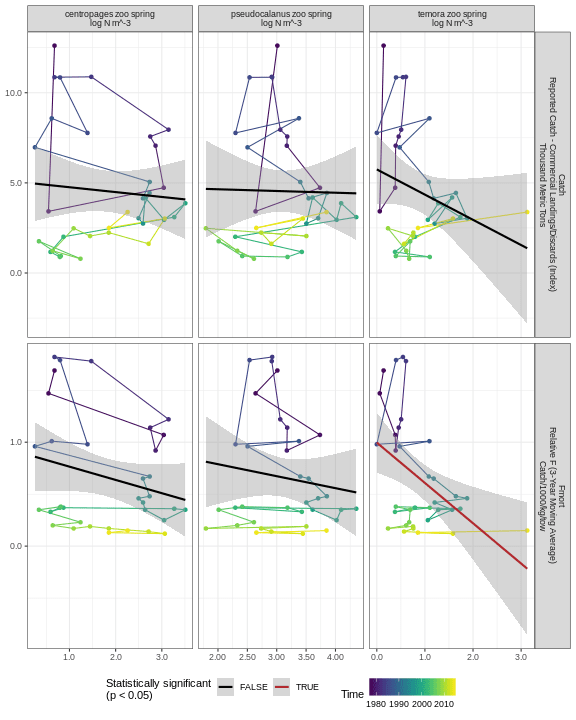 centropages zoo spring
log N m^-3
pseudocalanus zoo spring
log N m^-3
temora zoo spring
log N m^-3
10.0
5.0
0.0
Catch
Reported Catch - Commercial Landings/Discards (Index)
Thousand Metric Tons
1.0
0.0
Fmort
Relative F (3-Year Moving Average)
Catch/1000/kg/tow
1.0 2.0 3.0
2.00 2.50 3.00 3.50 4.00
0.0 1.0 2.0 3.0
Statistically significant
(p < 0.05)
FALSE TRUE
Time
1980 1990 2000 2010